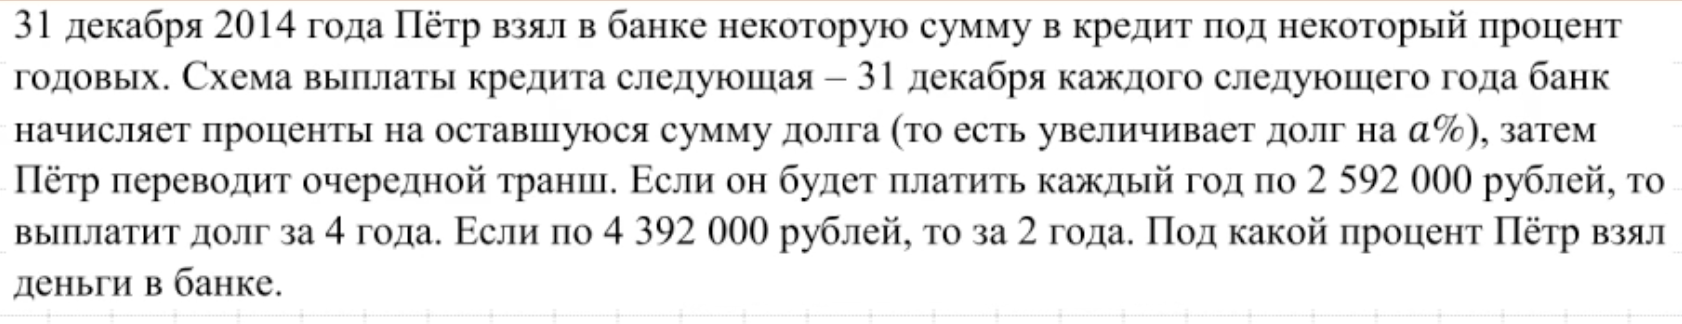 31 декабря 2014 года Пётр взял в банке некоторую сумму в кредит под некоторый процент
годовых. Схема выплаты кредита следующая – 31 декабря каждого следующего года банк
начисляет проценты на оставшуюся сумму долга (то есть увеличивает долг на a%), затем
Пётр переводит очередной транш. Если он будет платить каждый год по 2 592 000 рублей, то
выплатит долг за 4 года. Если по 4 392 000 рублей, то за 2 года. Под какой процент Пётр взял
деньги в банке.